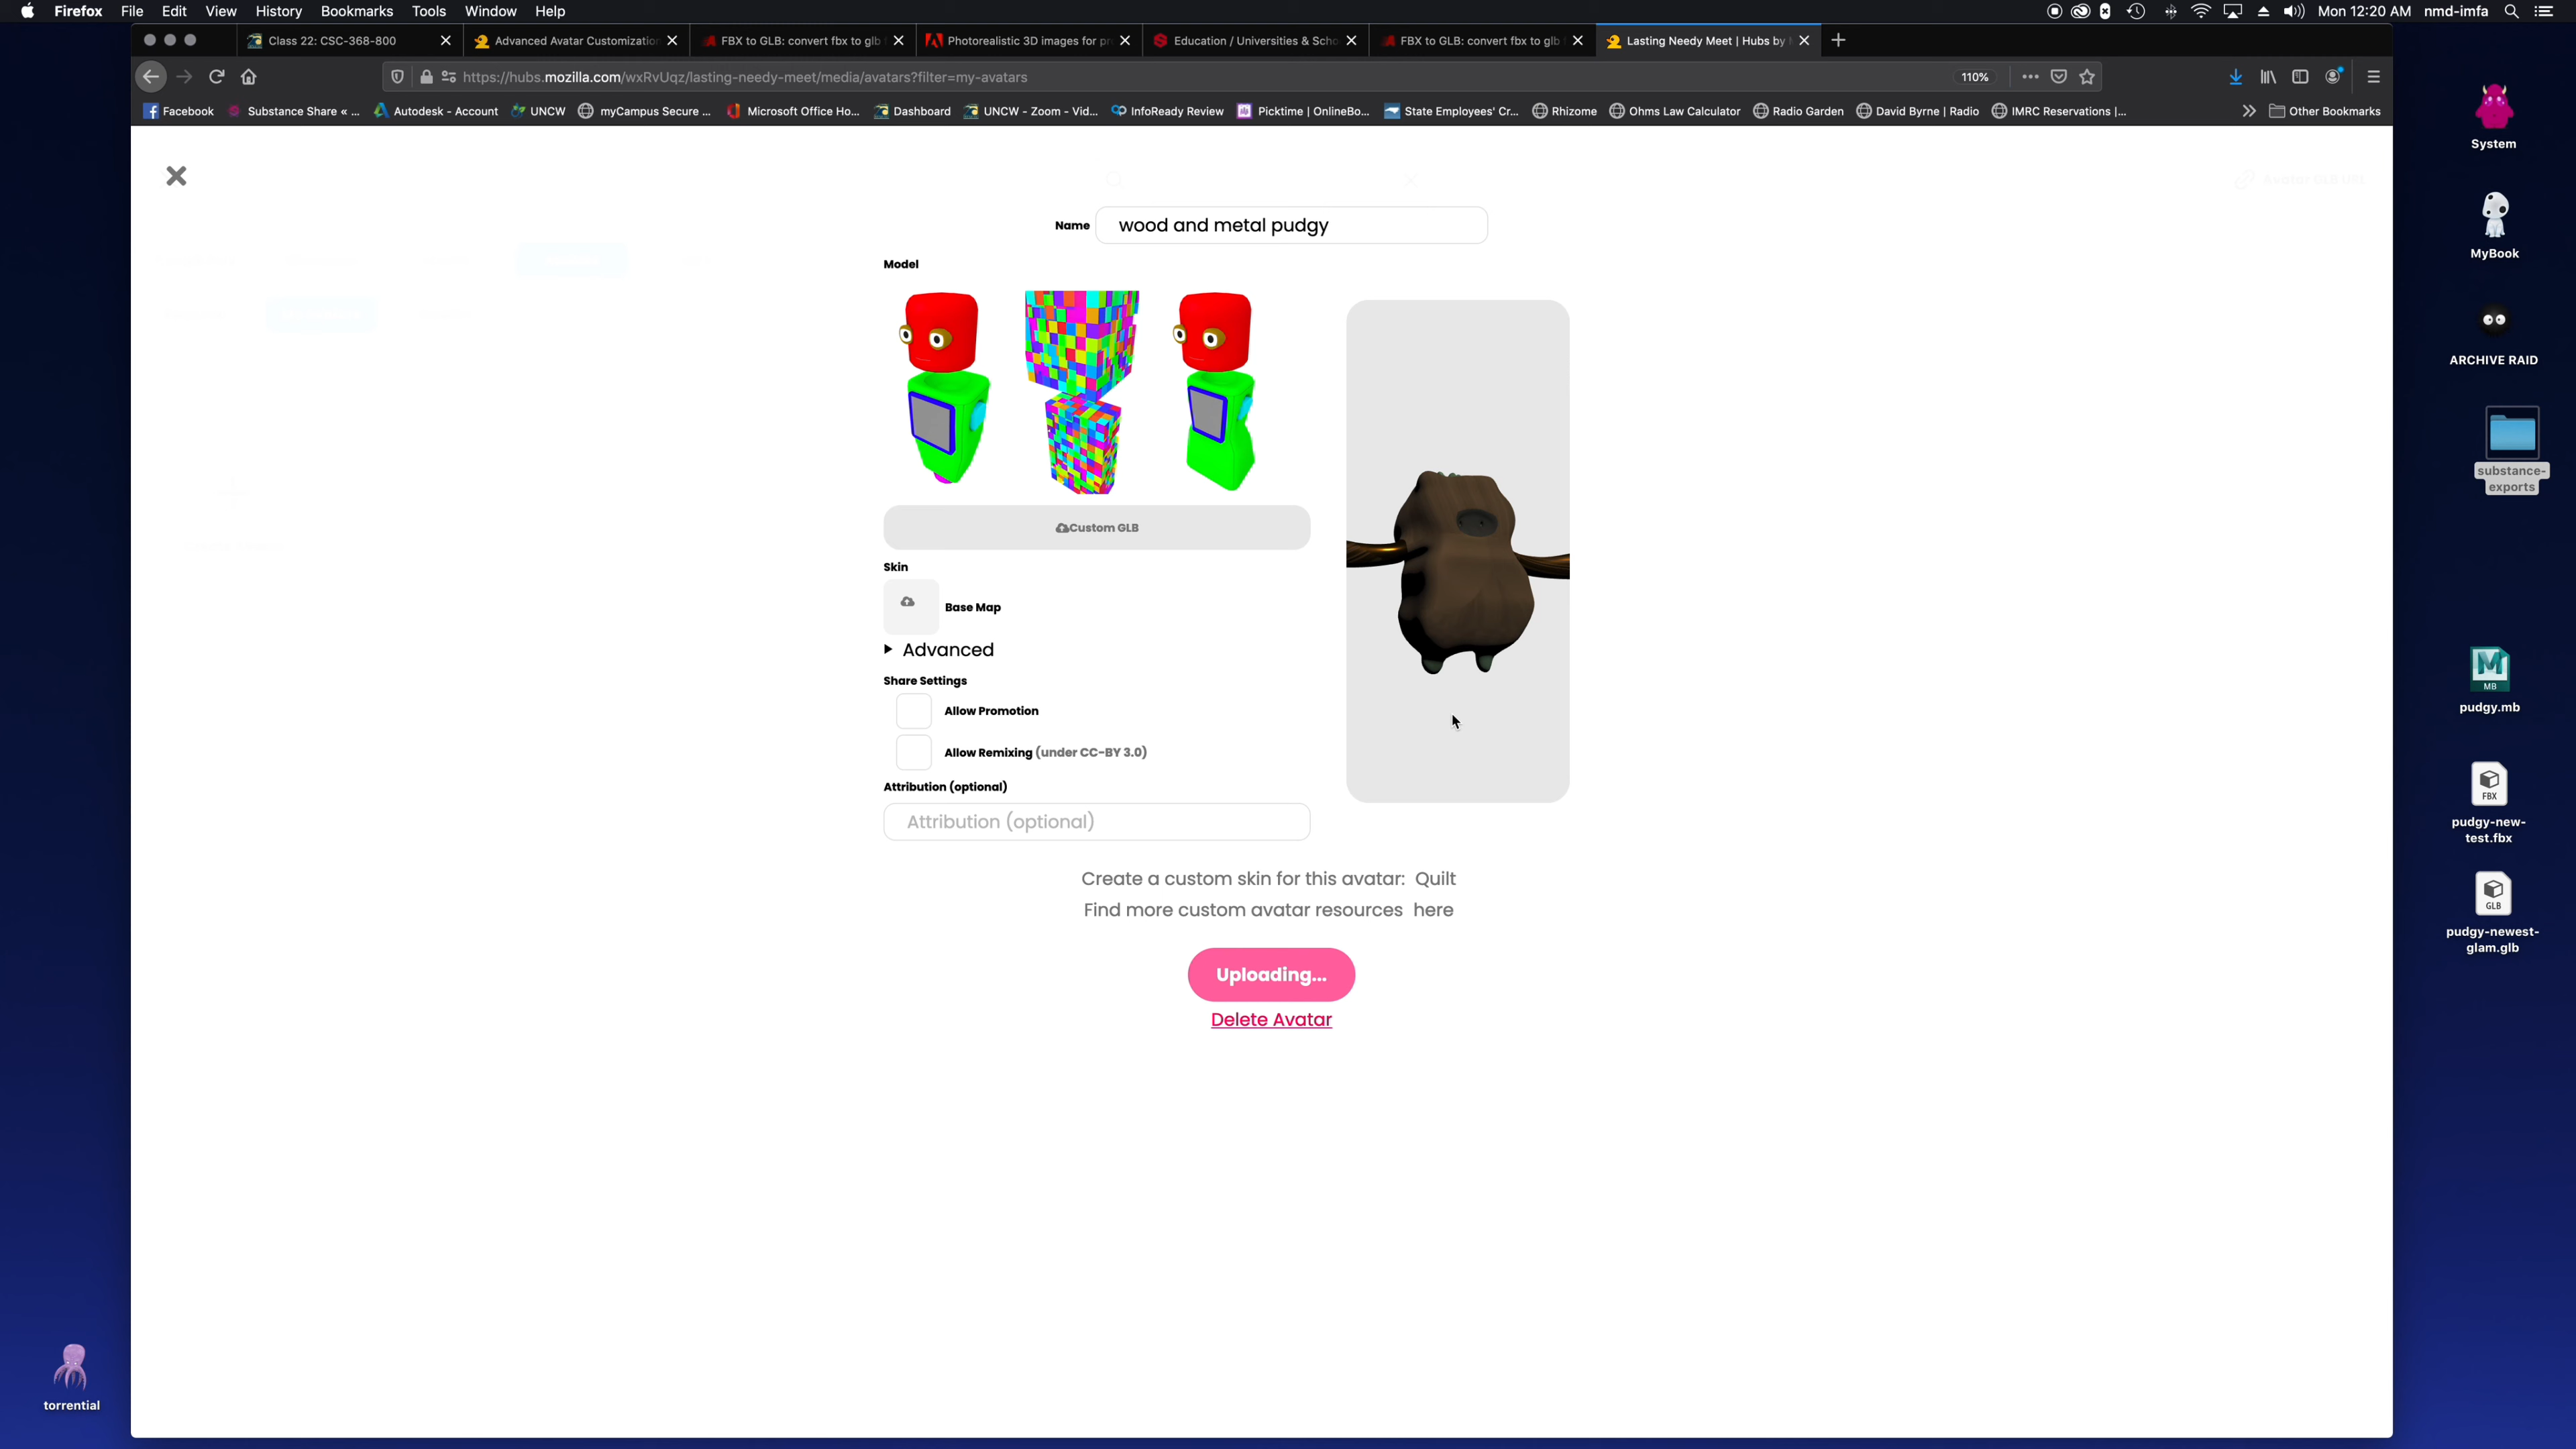 Firefox File Edit View History Bookmarks Tools Window Help Mon 12:20 AM nmd-imfa
Class 22: CSC-368-800 Advanced Avatar Customizatio FBX to GLB: convert fbx to glb Photorealistic 3D images for pr Education / Universities & Scho FBX to GLB: convert fbx to glb Lasting Needy Meet | Hubs by
https://hubs.mozilla.com/wxRvUqz/lasting-needy-meet/media/avatars?filter=my-avatars 110%
Facebook Substance Share « ... Autodesk - Account UNCW myCampus Secure ... Microsoft Office Ho... Dashboard UNCW - Zoom - Vid... InfoReady Review Picktime | OnlineBo... State Employees' Cr... Rhizome Ohms Law Calculator Radio Garden David Byrne | Radio IMRC Reservations |... Other Bookmarks
Name wood and metal pudgy
Model
Custom GLB
Skin
Base Map
Advanced
Share Settings
Allow Promotion
Allow Remixing (under CC-BY 3.0)
Attribution (optional)
Attribution (optional)
Create a custom skin for this avatar: Quilt
Find more custom avatar resources here
Uploading...
Delete Avatar
System
MyBook
ARCHIVE RAID
substance-
exports
MB
pudgy.mb
FBX
pudgy-new-
test.fbx
GLB
pudgy-newest-
glam.glb
torrential